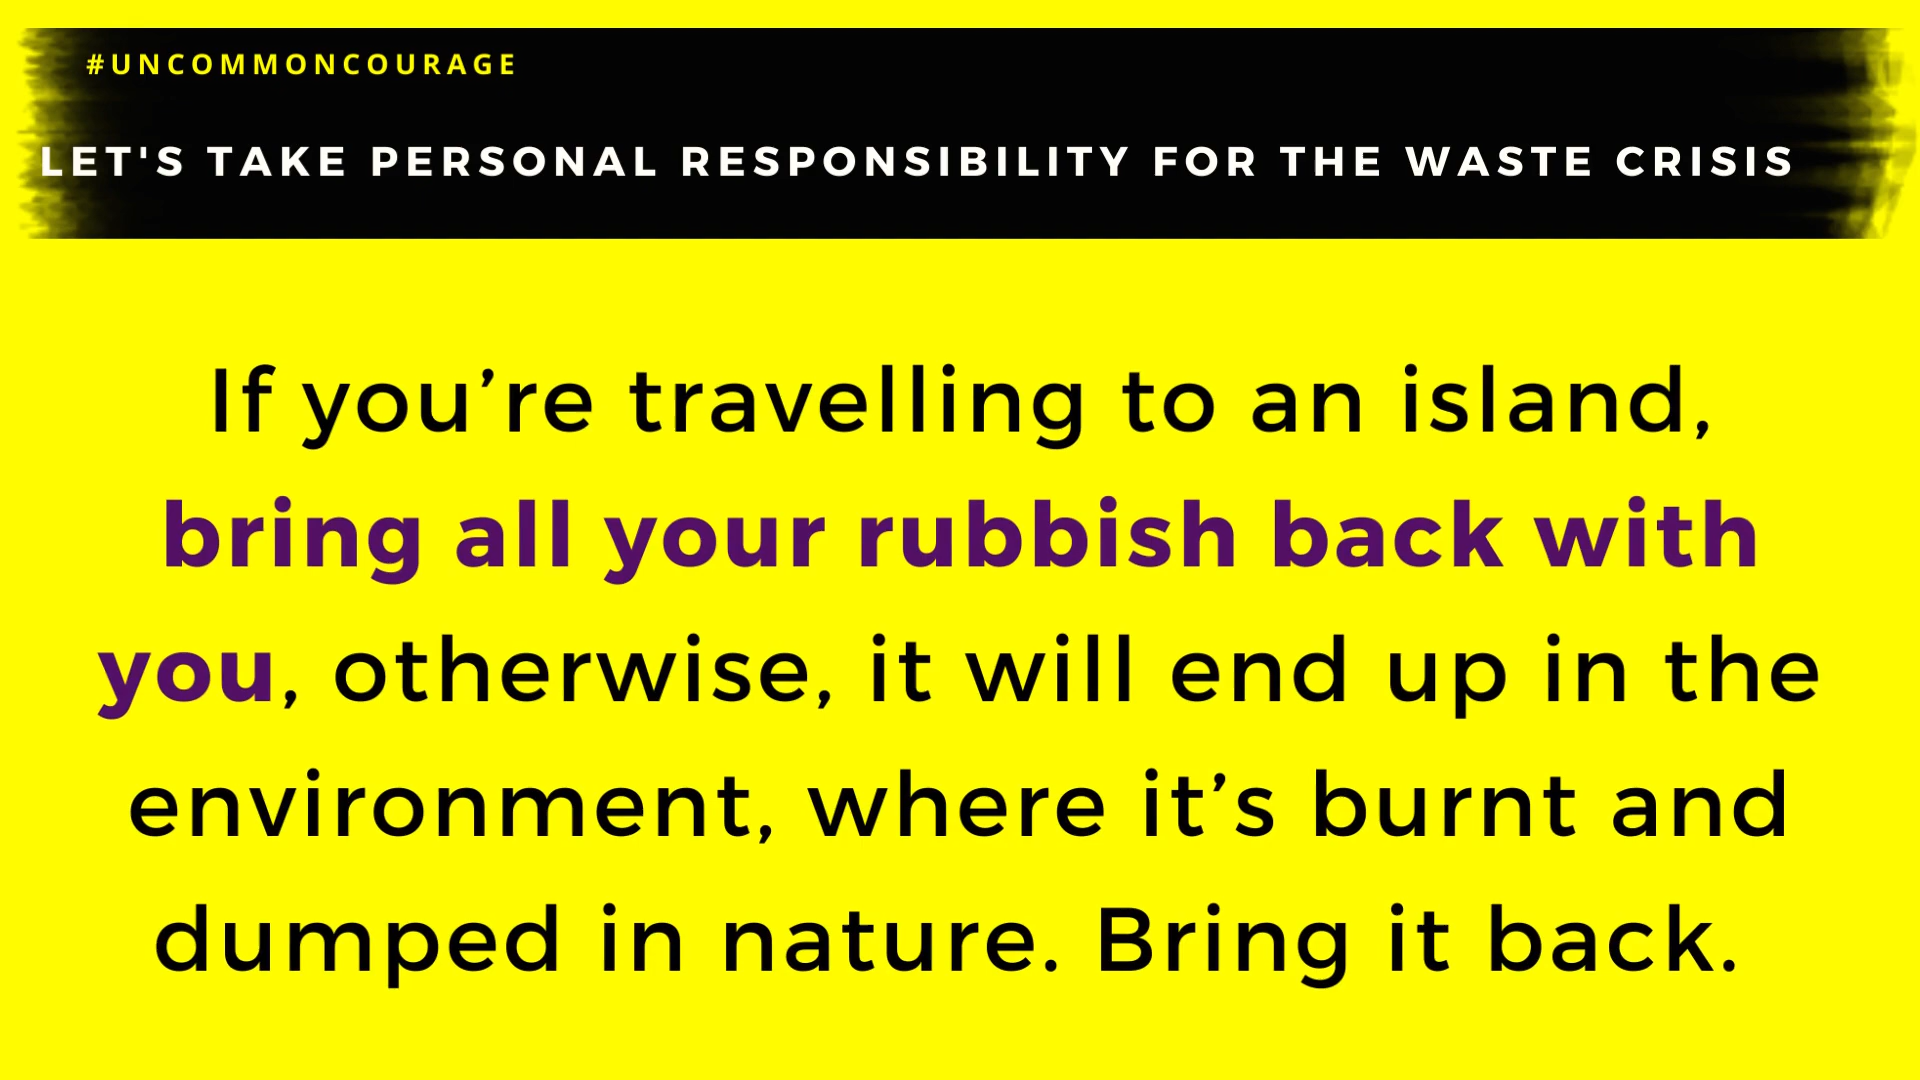 #UNCOMMONCOURAGE
LET'S TAKE PERSONAL RESPONSIBILITY FOR THE WASTE CRISIS
If you’re travelling to an island,
bring all your rubbish back with
you, otherwise, it will end up in the
environment, where it’s burnt and
dumped in nature. Bring it back.